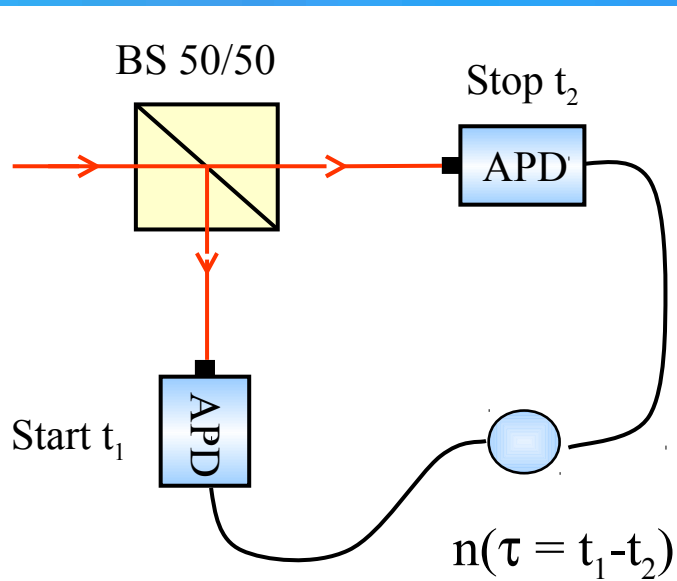 BS 50/50
Stop t₂
APD
APD
Start t₁
n(τ = t₁-t₂)